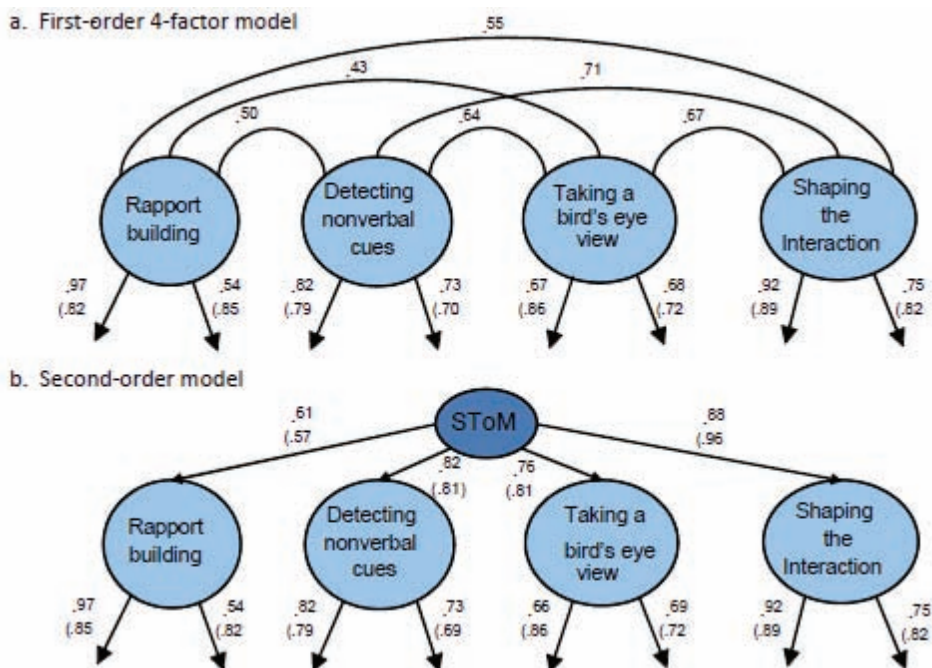 a. First-order 4-factor model
.55
.43
.71
.50
.64
.67
Rapport
building
Detecting
nonverbal
cues
Taking a
bird's eye
view
Shaping
the
Interaction
.97
(.82
.54
(.85
.82
(.79
.73
(.70
.67
(.86
.68
(.72
.92
(.89
.75
(.82
b. Second-order model
SToM
.61
(.57
.82
(.81)
.76
(.81
.88
(.96
Rapport
building
Detecting
nonverbal
cues
Taking a
bird's eye
view
Shaping
the
Interaction
.97
(.85
.54
(.82
.82
(.79
.73
(.69
.66
(.86
.69
(.72
.92
(.89
.75
(.82